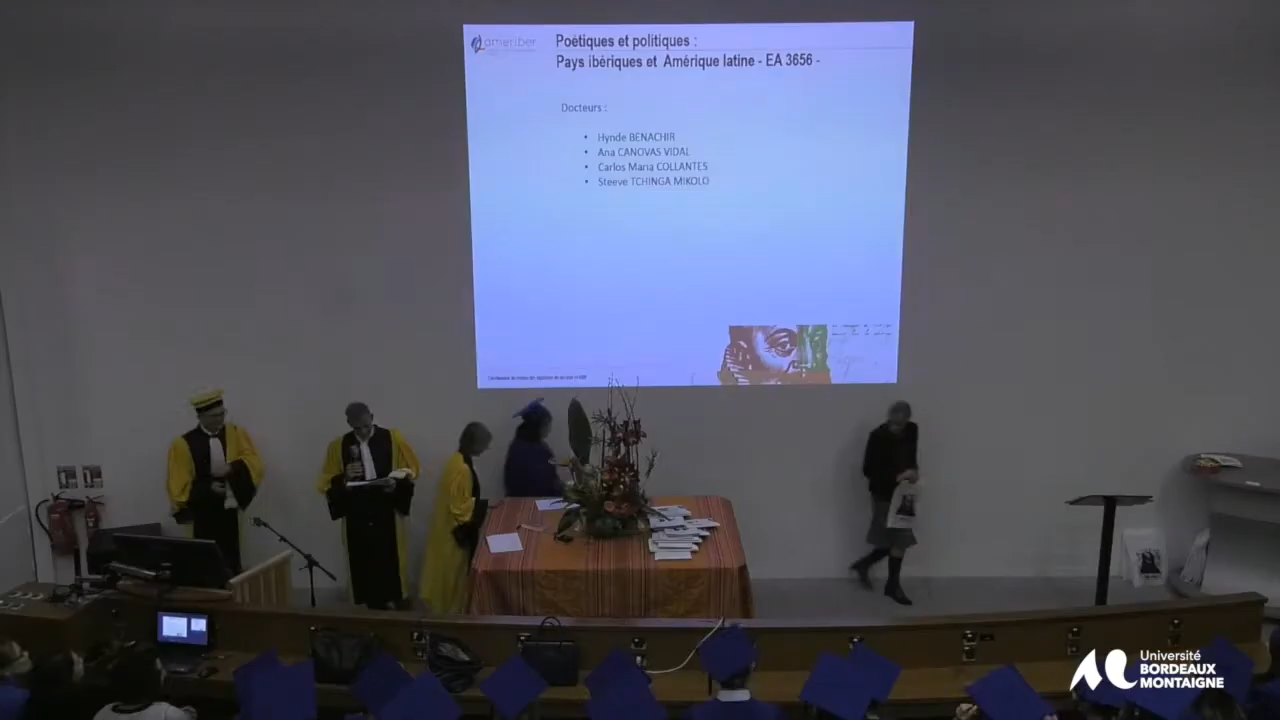 ameriber
Poétiques et politiques :
Pays ibériques et Amérique latine - EA 3656 -
Docteurs :
• Hynde BENACHIR
• Ana CANOVAS VIDAL
• Carlos Maria COLLANTES
• Steeve TCHINGA MIKOLO
Université
BORDEAUX
MONTAIGNE